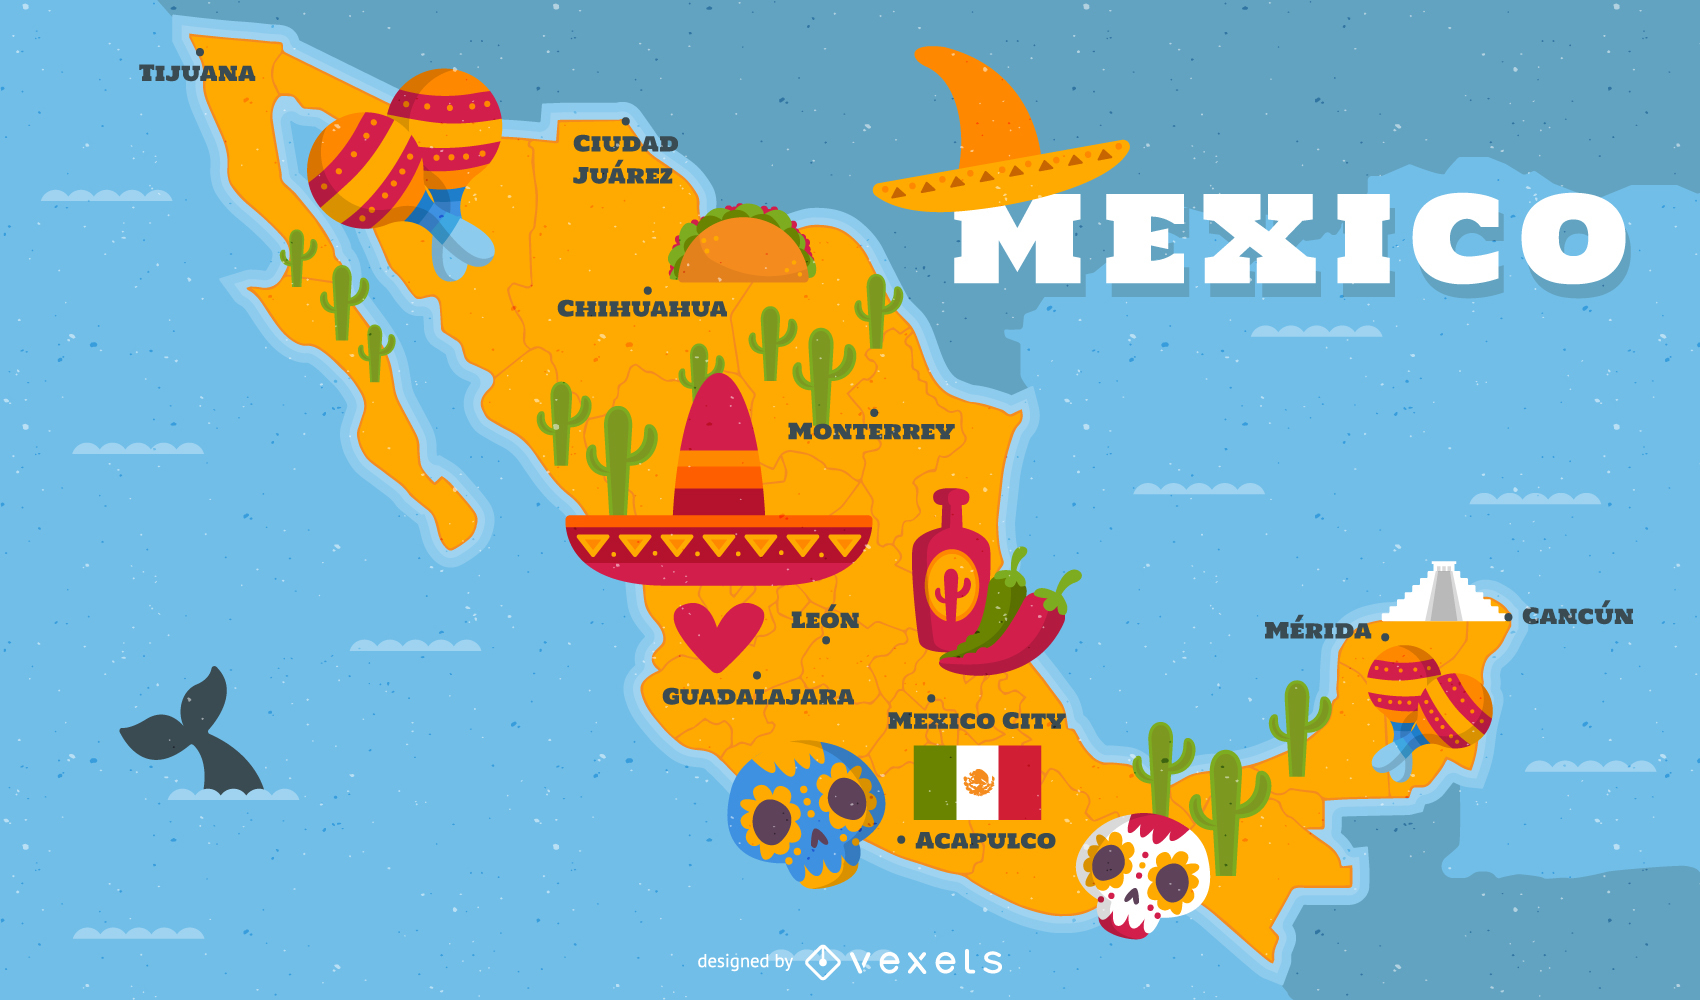 TIJUANA
CIUDAD
JUÁREZ
MEXICO
CHIHUAHUA
MONTERREY
LEÓN
CANCÚN
MÉRIDA
GUADALAJARA
MEXICO CITY
ACAPULCO
designed by vexels